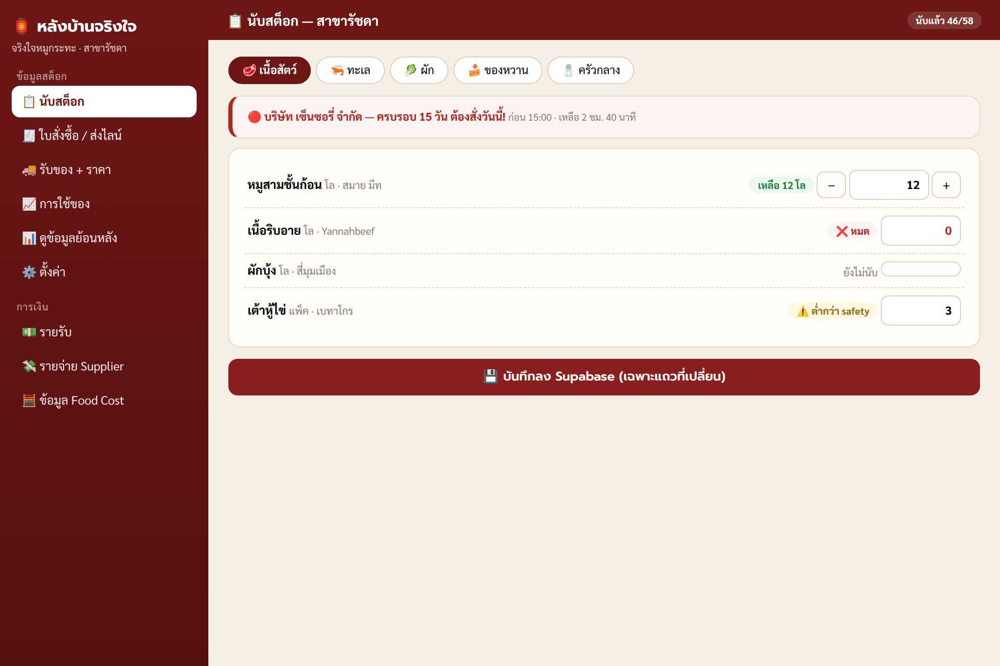 🏮 หลังบ้านจริงใจ
จริงใจหมูกระทะ · สาขารัชดา
ข้อมูลสต็อก
📋 นับสต็อก
🧾 ใบสั่งซื้อ / ส่งไลน์
🚚 รับของ + ราคา
📈 การใช้ของ
📊 ดูข้อมูลย้อนหลัง
⚙️ ตั้งค่า
การเงิน
💵 รายรับ
💸 รายจ่าย Supplier
🧮 ข้อมูล Food Cost
📋 นับสต็อก — สาขารัชดา
นับแล้ว 46/58
🥩 เนื้อสัตว์ 🦐 ทะเล 🥬 ผัก 🍰 ของหวาน 🧂 ครัวกลาง
🔴 บริษัท เซ็นซอรี่ จำกัด — ครบรอบ 15 วัน ต้องสั่งวันนี้! ก่อน 15:00 · เหลือ 2 ชม. 40 นาที
หมูสามชั้นก้อน โล · สมาย มีท เหลือ 12 โล − 12 +
เนื้อริบอาย โล · Yannahbeef ❌ หมด 0
ผักบุ้ง โล · สี่มุมเมือง ยังไม่นับ
เต้าหู้ไข่ แพ็ค · เบทาโกร ⚠️ ต่ำกว่า safety 3
💾 บันทึกลง Supabase (เฉพาะแถวที่เปลี่ยน)